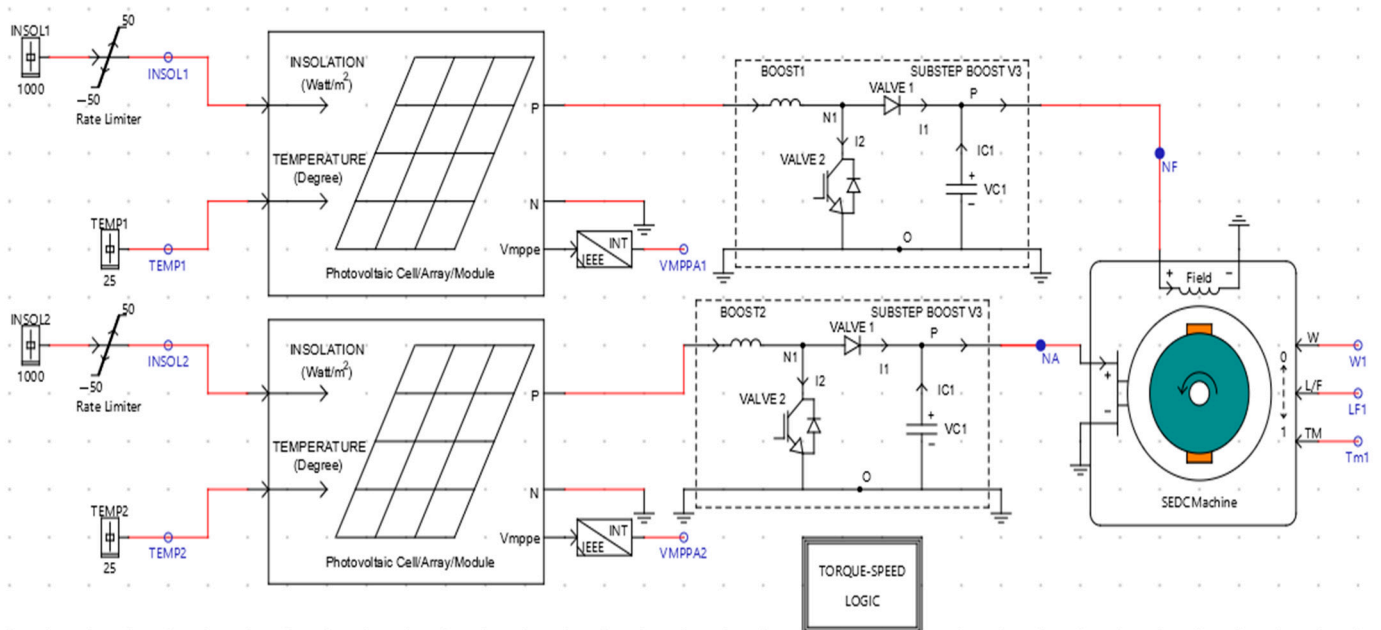 INSOL1
1000
50
−50
Rate Limiter
INSOL1
TEMP1
25
TEMP1
INSOLATION
(Watt/m²)
TEMPERATURE
(Degree)
P
N
Vmppe
Photovoltaic Cell/Array/Module
INT
IEEE
VMPPA1
BOOST1
SUBSTEP BOOST V3
VALVE 1
P
N1
I1
I2
VALVE 2
IC1
+
VC1
−
O
NF
INSOL2
1000
50
−50
Rate Limiter
INSOL2
TEMP2
25
TEMP2
INSOLATION
(Watt/m²)
TEMPERATURE
(Degree)
P
N
Vmppe
Photovoltaic Cell/Array/Module
INT
IEEE
VMPPA2
BOOST2
SUBSTEP BOOST V3
VALVE 1
P
N1
I1
I2
VALVE 2
IC1
+
VC1
−
O
NA
+ Field −
+
−
W
0
L/F
1
TM
W1
LF1
Tm1
SEDCMachine
TORQUE-SPEED
LOGIC